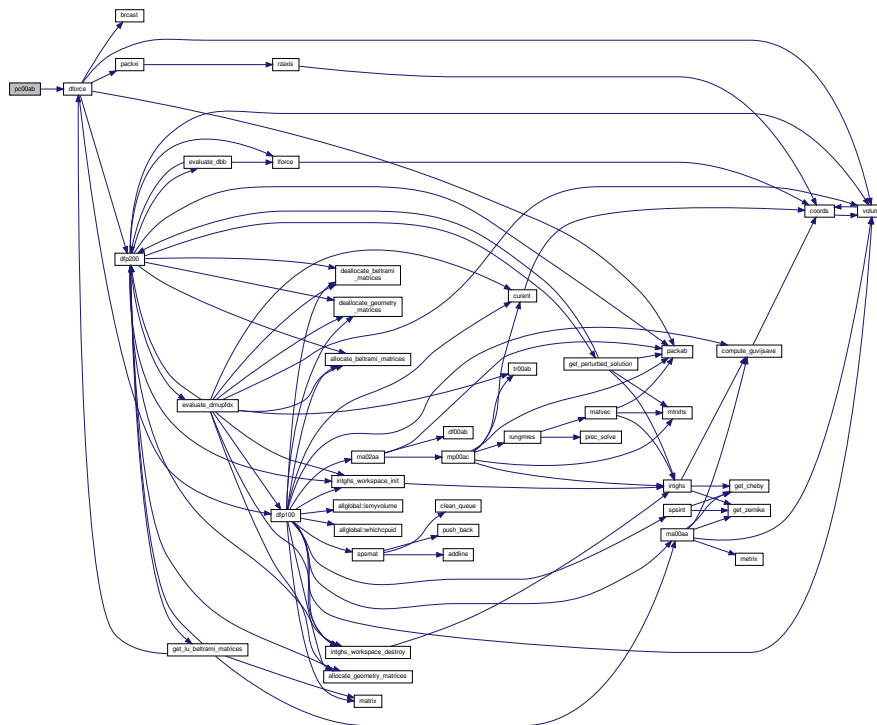 brcast
packxi
rzaxis
pc00ab
dforce
evaluate_dbb
lforce
coords
volume
dfp200
deallocate_beltrami
_matrices
deallocate_geometry
_matrices
curent
allocate_beltrami_matrices
get_perturbed_solution
packab
compute_guvijsave
tr00ab
evaluate_dmupfdx
matvec
mtrxhs
df00ab
rungmres
prec_solve
ma02aa
mp00ac
intghs_workspace_init
intghs
get_cheby
allglobal::ismyvolume
clean_queue
spsint
get_zernike
dfp100
allglobal::whichcpuid
push_back
ma00aa
spsmat
addline
metrix
get_lu_beltrami_matrices
intghs_workspace_destroy
allocate_geometry_matrices
matrix